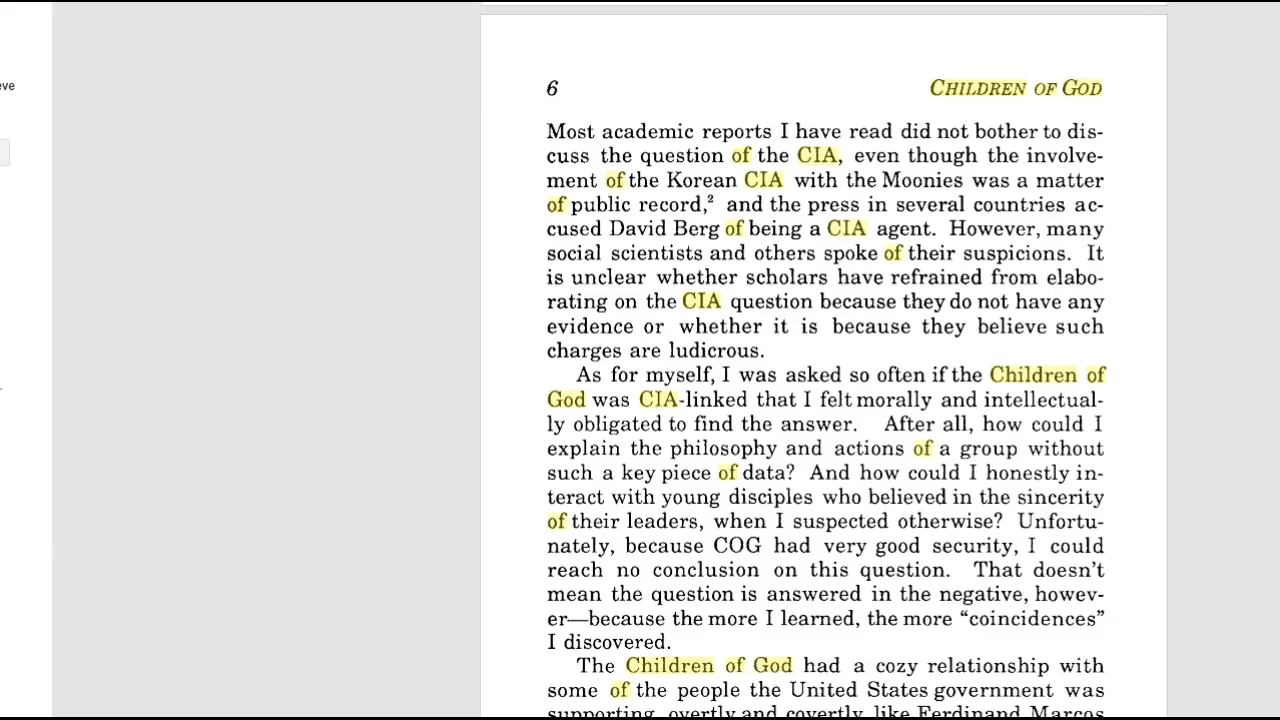 eve
6 CHILDREN OF GOD
Most academic reports I have read did not bother to dis-
cuss the question of the CIA, even though the involve-
ment of the Korean CIA with the Moonies was a matter
of public record,² and the press in several countries ac-
cused David Berg of being a CIA agent. However, many
social scientists and others spoke of their suspicions. It
is unclear whether scholars have refrained from elabo-
rating on the CIA question because they do not have any
evidence or whether it is because they believe such
charges are ludicrous.
As for myself, I was asked so often if the Children of
God was CIA-linked that I felt morally and intellectual-
ly obligated to find the answer. After all, how could I
explain the philosophy and actions of a group without
such a key piece of data? And how could I honestly in-
teract with young disciples who believed in the sincerity
of their leaders, when I suspected otherwise? Unfortu-
nately, because COG had very good security, I could
reach no conclusion on this question. That doesn't
mean the question is answered in the negative, howev-
er—because the more I learned, the more “coincidences”
I discovered.
The Children of God had a cozy relationship with
some of the people the United States government was
supporting, overtly and covertly, like Ferdinand Marcos